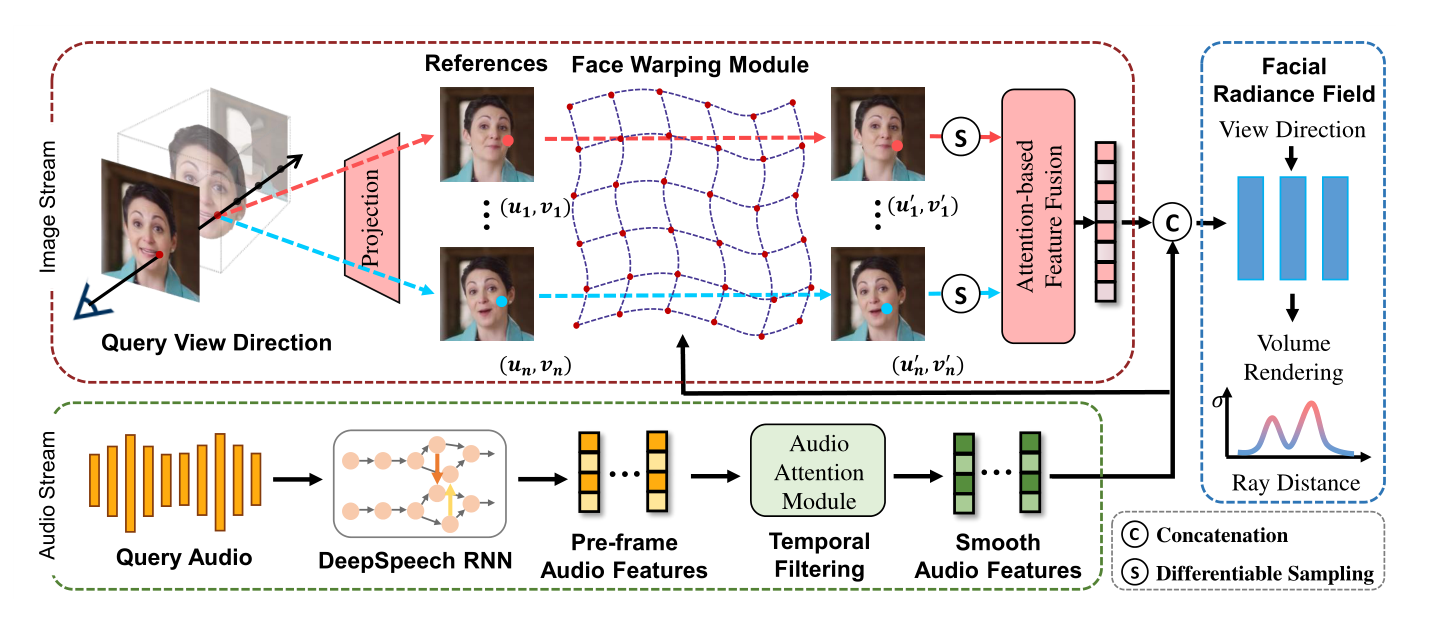 Image Stream
Query View Direction
Projection
References
Face Warping Module
(u₁, v₁)
(uₙ, vₙ)
(u′₁, v′₁)
(u′ₙ, v′ₙ)
S
S
Attention-based
Feature Fusion
C
Facial
Radiance Field
View Direction
Volume
Rendering
σ
Ray Distance
Audio Stream
Query Audio
DeepSpeech RNN
Pre-frame
Audio Features
Audio
Attention
Module
Temporal
Filtering
Smooth
Audio Features
C Concatenation
S Differentiable Sampling